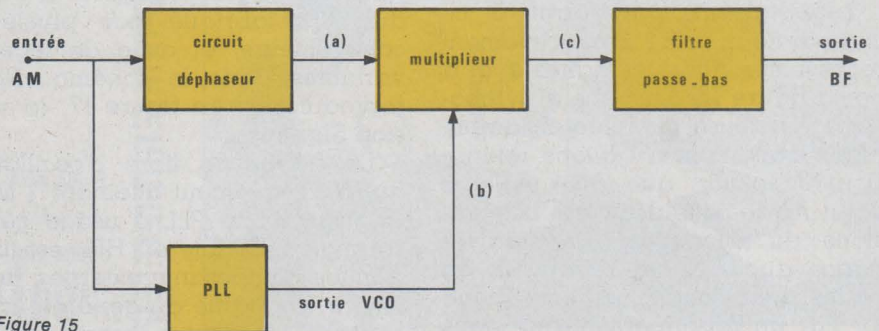 entrée
AM
circuit
déphaseur
(a)
multiplieur
(c)
filtre
passe_bas
sortie
BF
(b)
PLL
sortie VCO
Figure 15